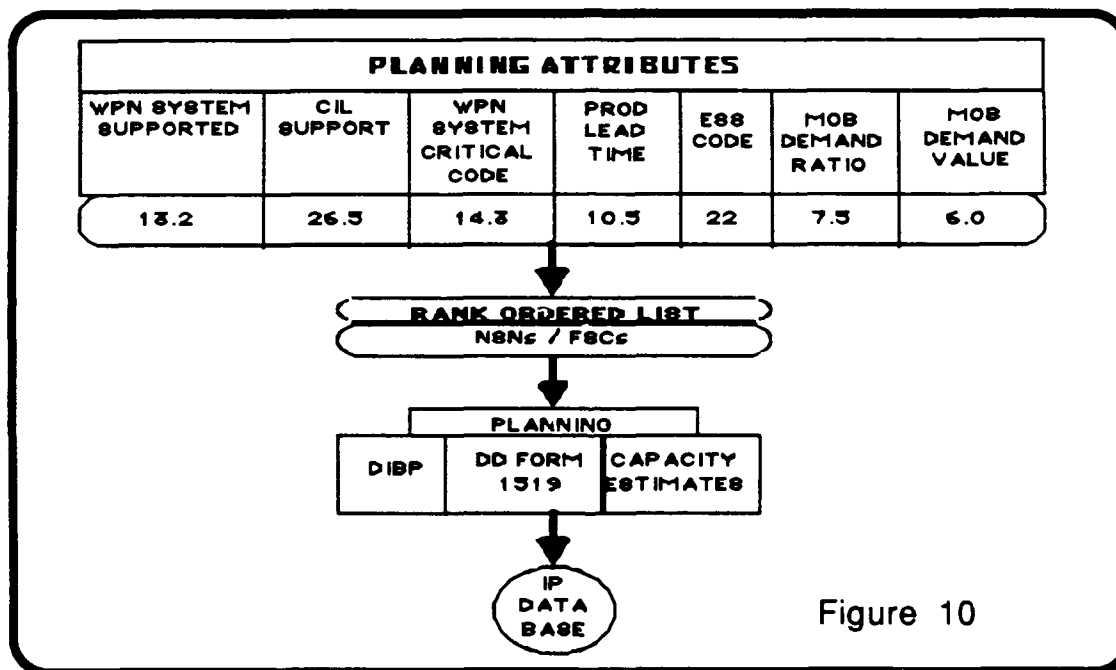 PLANNING ATTRIBUTES
WPN SYSTEM
SUPPORTED
CIL
SUPPORT
WPN
SYSTEM
CRITICAL
CODE
PROD
LEAD
TIME
ESS
CODE
MOB
DEMAND
RATIO
MOB
DEMAND
VALUE
13.2
26.5
14.3
10.5
22
7.5
6.0
RANK ORDERED LIST
NSNs / FSCs
PLANNING
DIBP
DD FORM
1519
CAPACITY
ESTIMATES
IP
DATA
BASE
Figure 10